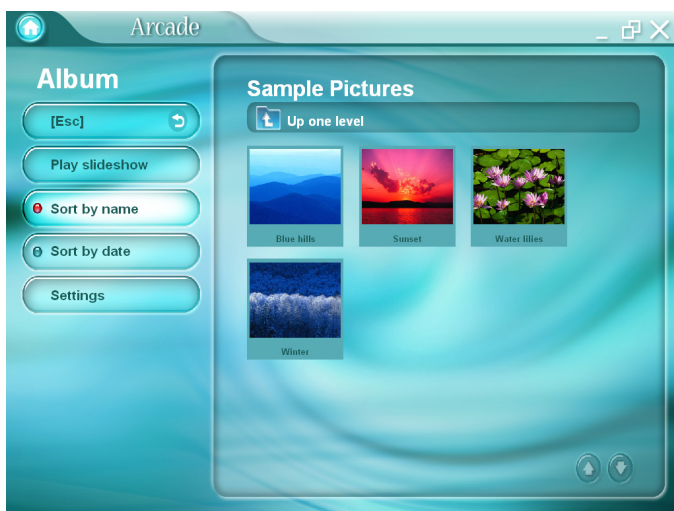 Arcade
Album
[Esc]
Play slideshow
Sort by name
Sort by date
Settings
Sample Pictures
Up one level
Blue hills
Sunset
Water lilies
Winter